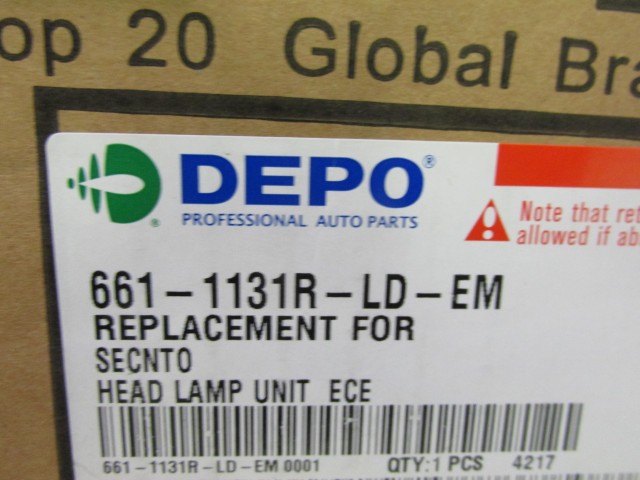 op 20 Global Bra
DEPO®
PROFESSIONAL AUTO PARTS
Note that ret
allowed if ab
661-1131R-LD-EM
REPLACEMENT FOR
SECNTO
HEAD LAMP UNIT ECE
661-1131R-LD-EM 0001 QTY:1 PCS 4217